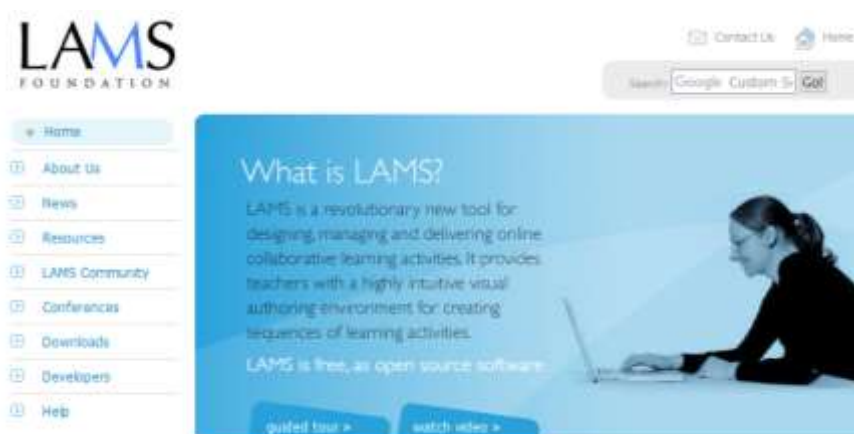 LAMS
FOUNDATION
Contact Us
Home
Search:
Google Custom S
Go!
Home
About Us
News
Resources
LAMS Community
Conferences
Downloads
Developers
Help
What is LAMS?
LAMS is a revolutionary new tool for
designing, managing and delivering online
collaborative learning activities. It provides
teachers with a highly intuitive visual
authoring environment for creating
sequences of learning activities.
LAMS is free, as open source software.
guided tour »
watch video »